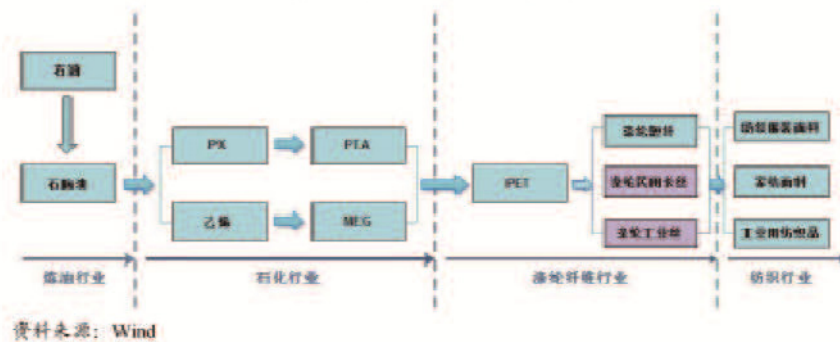 石油
石脑油
PX
PTA
乙烯
MEG
PET
涤纶短纤
涤纶民用长丝
涤纶工业丝
纺织服装面料
家纺面料
工业用纺织品
炼油行业
石化行业
涤纶纤维行业
纺织行业
资料来源：Wind